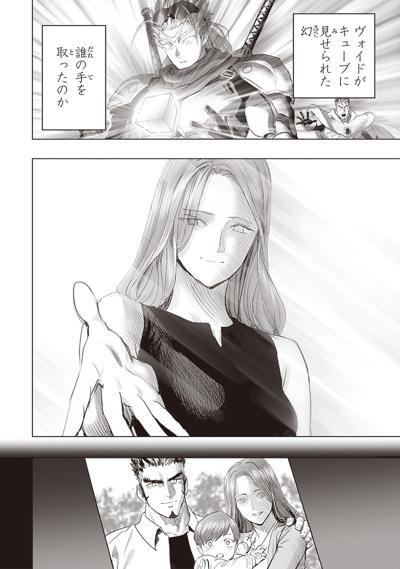 ヴォイドが
キューブに
見せられた
幻
誰の手を
取ったのか